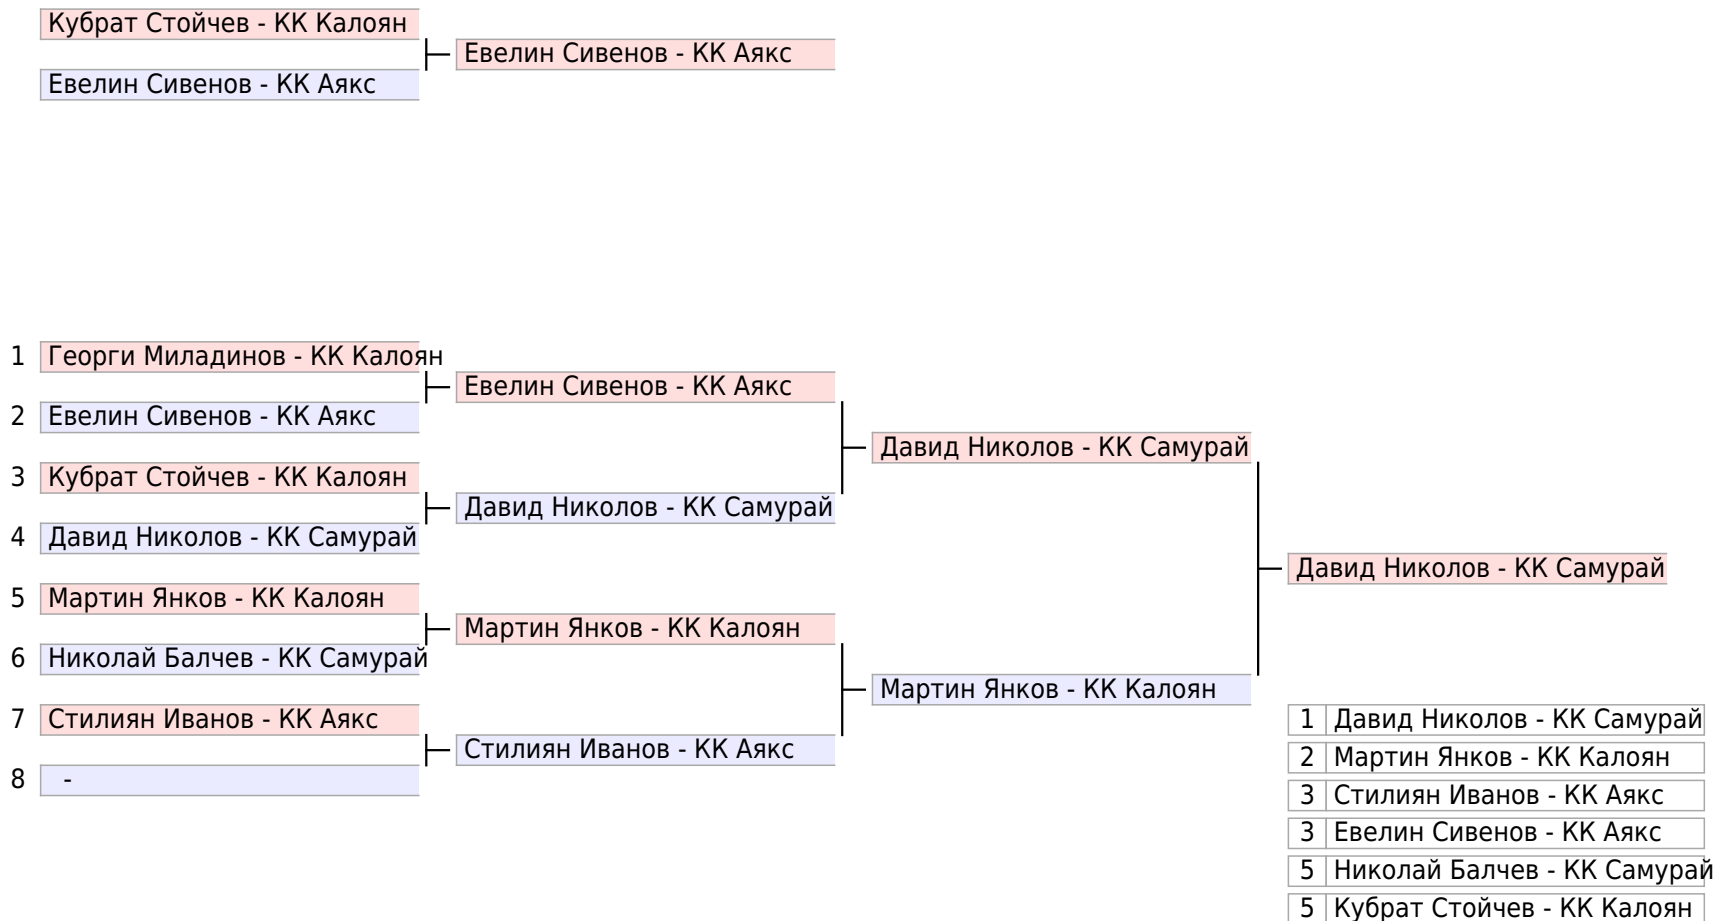 Кубрат Стойчев - КК Калоян
Евелин Сивенов - КК Аякс
Евелин Сивенов - КК Аякс
1 Георги Миладинов - КК Калоян
Евелин Сивенов - КК Аякс
2 Евелин Сивенов - КК Аякс
Давид Николов - КК Самурай
3 Кубрат Стойчев - КК Калоян
Давид Николов - КК Самурай
4 Давид Николов - КК Самурай
Давид Николов - КК Самурай
5 Мартин Янков - КК Калоян
Мартин Янков - КК Калоян
6 Николай Балчев - КК Самурай
Мартин Янков - КК Калоян
7 Стилиян Иванов - КК Аякс
Стилиян Иванов - КК Аякс
8 -
1 Давид Николов - КК Самурай
2 Мартин Янков - КК Калоян
3 Стилиян Иванов - КК Аякс
3 Евелин Сивенов - КК Аякс
5 Николай Балчев - КК Самурай
5 Кубрат Стойчев - КК Калоян